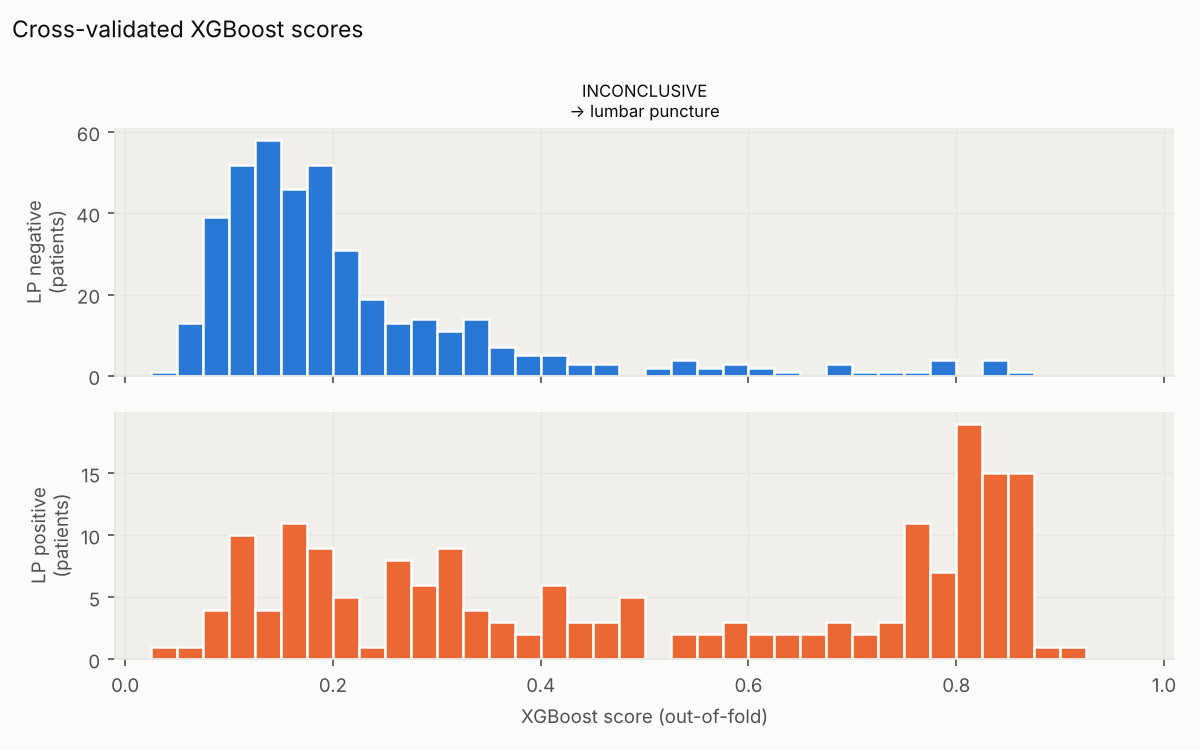 Cross-validated XGBoost scores
INCONCLUSIVE
→ lumbar puncture
LP negative
(patients)
60
40
20
0
LP positive
(patients)
15
10
5
0
0.0 0.2 0.4 0.6 0.8 1.0
XGBoost score (out-of-fold)